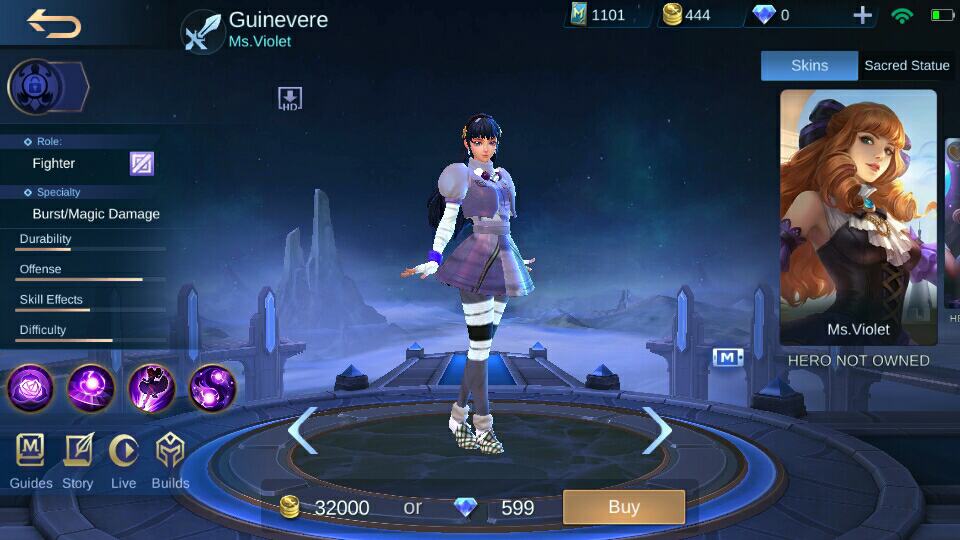 Guinevere
Ms.Violet
1101
444
0
Skins
Sacred Statue
HD
Role:
Fighter
Specialty
Burst/Magic Damage
Durability
Offense
Skill Effects
Difficulty
Ms.Violet
M
HERO NOT OWNED
Guides
Story
Live
Builds
32000 or 599
Buy